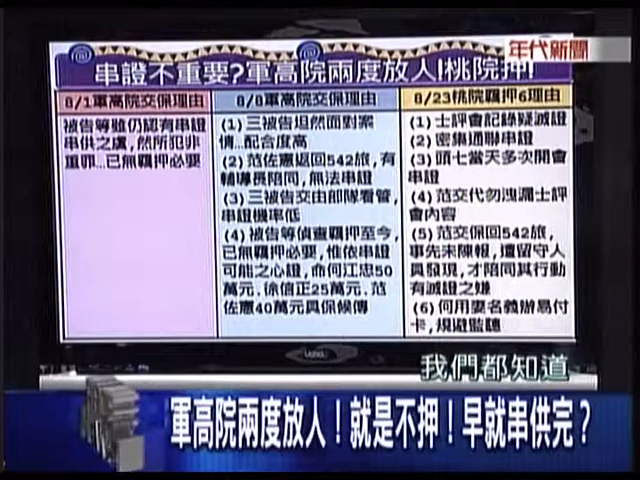 年代新聞
串證不重要?軍高院兩度放人!桃院押!
8/1軍高院交保理由
被告等雖仍認有串證
串供之虞,然所犯非
重罪…已無羈押必要
8/8軍高院交保理由
(1) 三被告坦然面對案
情…配合度高
(2) 范佐憲返回542旅,有
輔導長陪同,無法串證
(3) 三被告交由部隊看管,
串證機率低
(4) 被告等偵查羈押至今,
已無羈押必要,惟依串證
可能之心證,命何江忠50
萬元、徐信正25萬元、范
佐憲40萬元具保候傳
8/23桃院羈押6理由
(1) 士評會記錄疑滅證
(2) 密集通聯串證
(3) 頭七當天多次開會
串證
(4) 范交代勿洩漏士評
會內容
(5) 范交保回542旅,
事先未陳報,遭留守人
員發現,才陪同其行動
有滅證之嫌
(6) 何用妻名義辦易付
卡,規避監聽
我們都知道
軍高院兩度放人!就是不押!早就串供完?